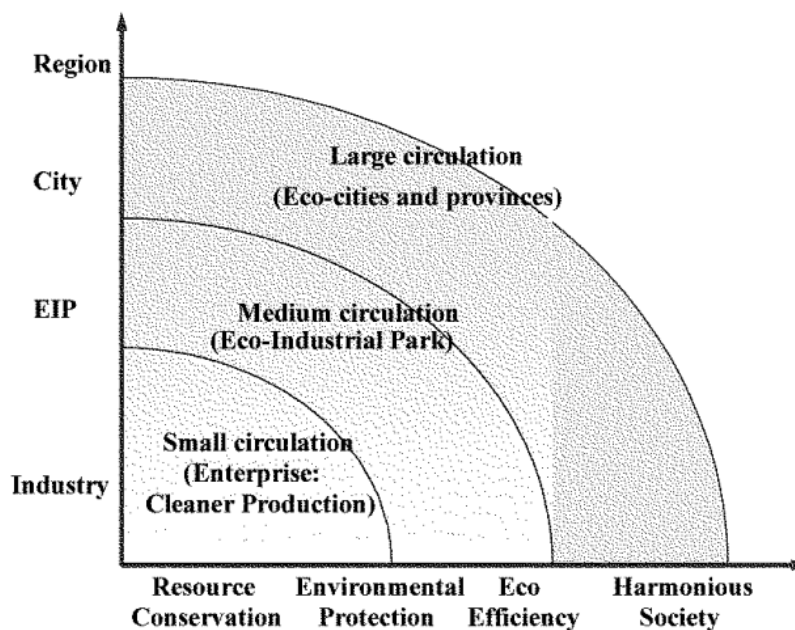 Region
Large circulation
City
(Eco-cities and provinces)
EIP
Medium circulation
(Eco-Industrial Park)
Small circulation
(Enterprise:
Industry
Cleaner Production)
Resource
Conservation
Environmental
Protection
Eco
Efficiency
Harmonious
Society